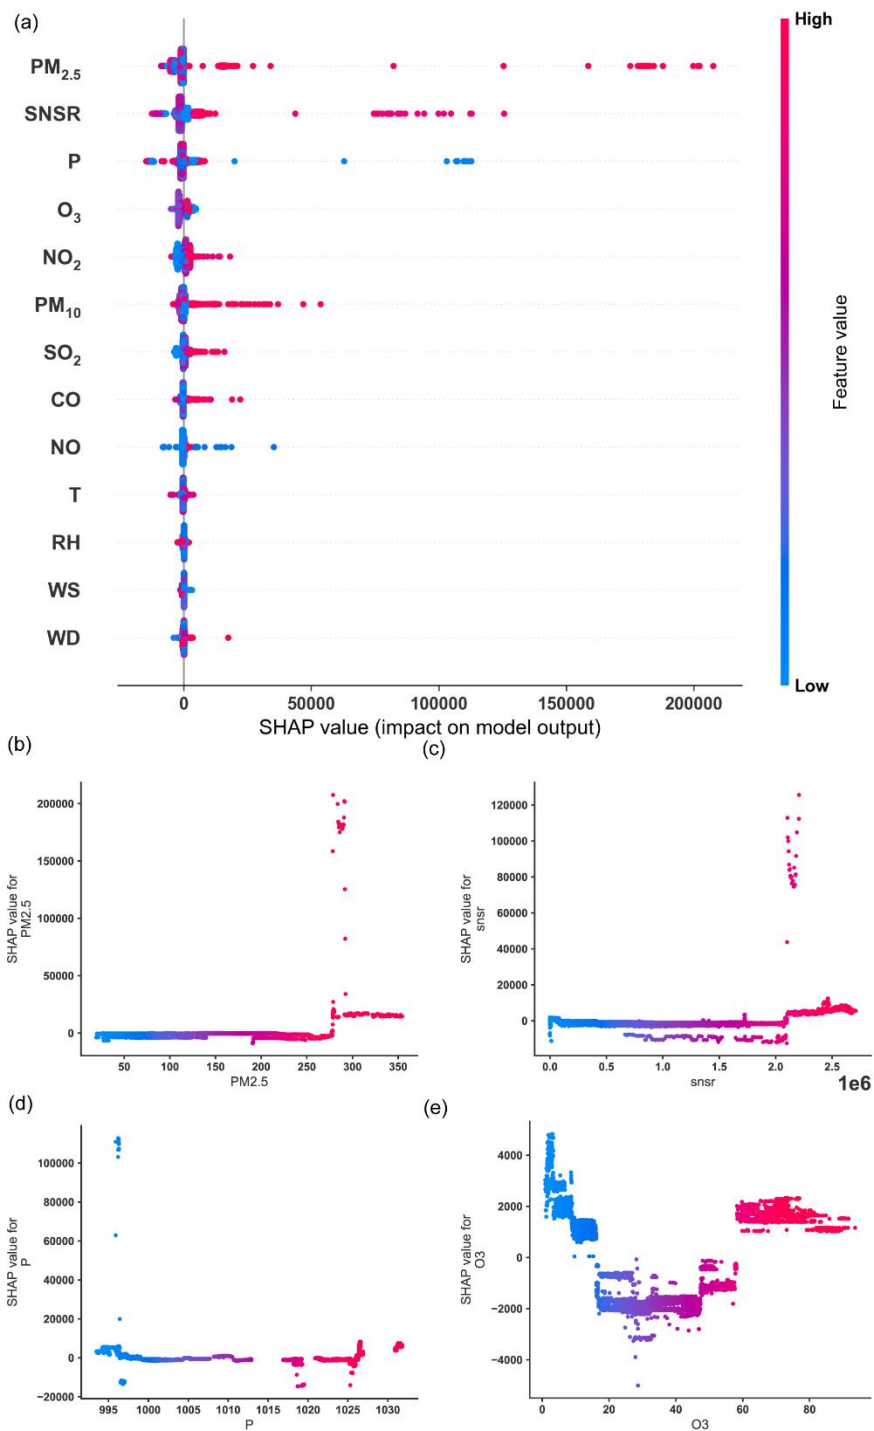 (a)
High
PM2.5
SNSR
P
O3
NO2
PM10
SO2
CO
NO
T
RH
WS
WD
Feature value
Low
0 50000 100000 150000 200000
SHAP value (impact on model output)
(b)
200000
150000
100000
50000
0
SHAP value for
PM2.5
50 100 150 200 250 300 350
PM2.5
(c)
120000
100000
80000
60000
40000
20000
0
SHAP value for
snsr
0.0 0.5 1.0 1.5 2.0 2.5
snsr
1e6
(d)
100000
80000
60000
40000
20000
0
−20000
SHAP value for
P
995 1000 1005 1010 1015 1020 1025 1030
P
(e)
4000
2000
0
−2000
−4000
SHAP value for
O3
0 20 40 60 80
O3